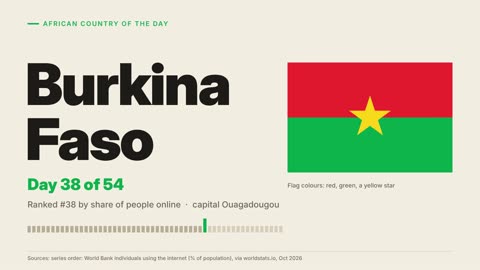 AFRICAN COUNTRY OF THE DAY
Burkina
Faso
Day 38 of 54
Ranked #38 by share of people online · capital Ouagadougou
Flag colours: red, green, a yellow star
Sources: series order: World Bank Individuals using the Internet (% of population), via worldstats.io, Oct 2026